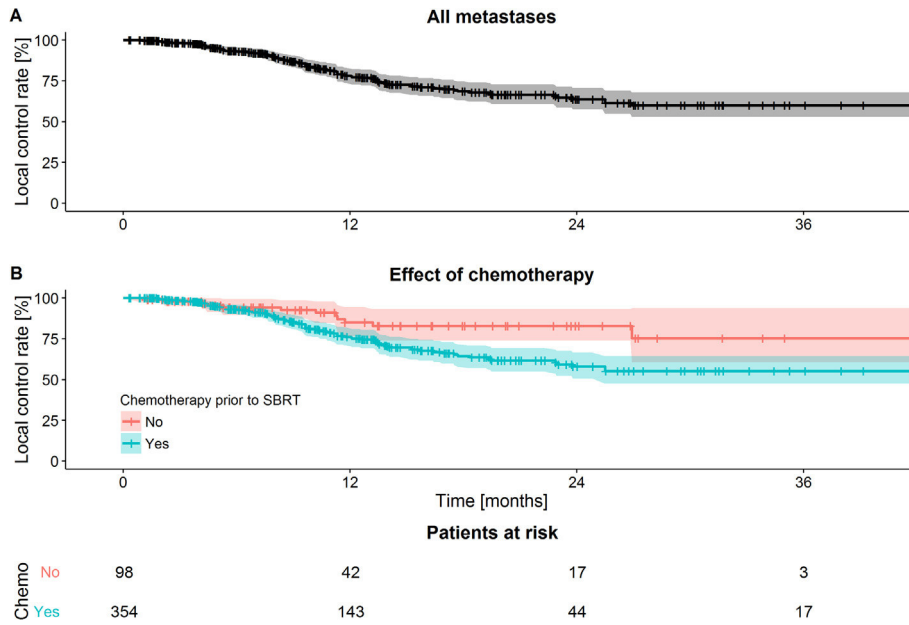 A
All metastases
Local control rate [%]
100
75
50
25
0
0 12 24 36
B
Effect of chemotherapy
Local control rate [%]
100
75
50
25
0
Chemotherapy prior to SBRT
No
Yes
0 12 24 36
Time [months]
Patients at risk
Chemo
No 98 42 17 3
Yes 354 143 44 17